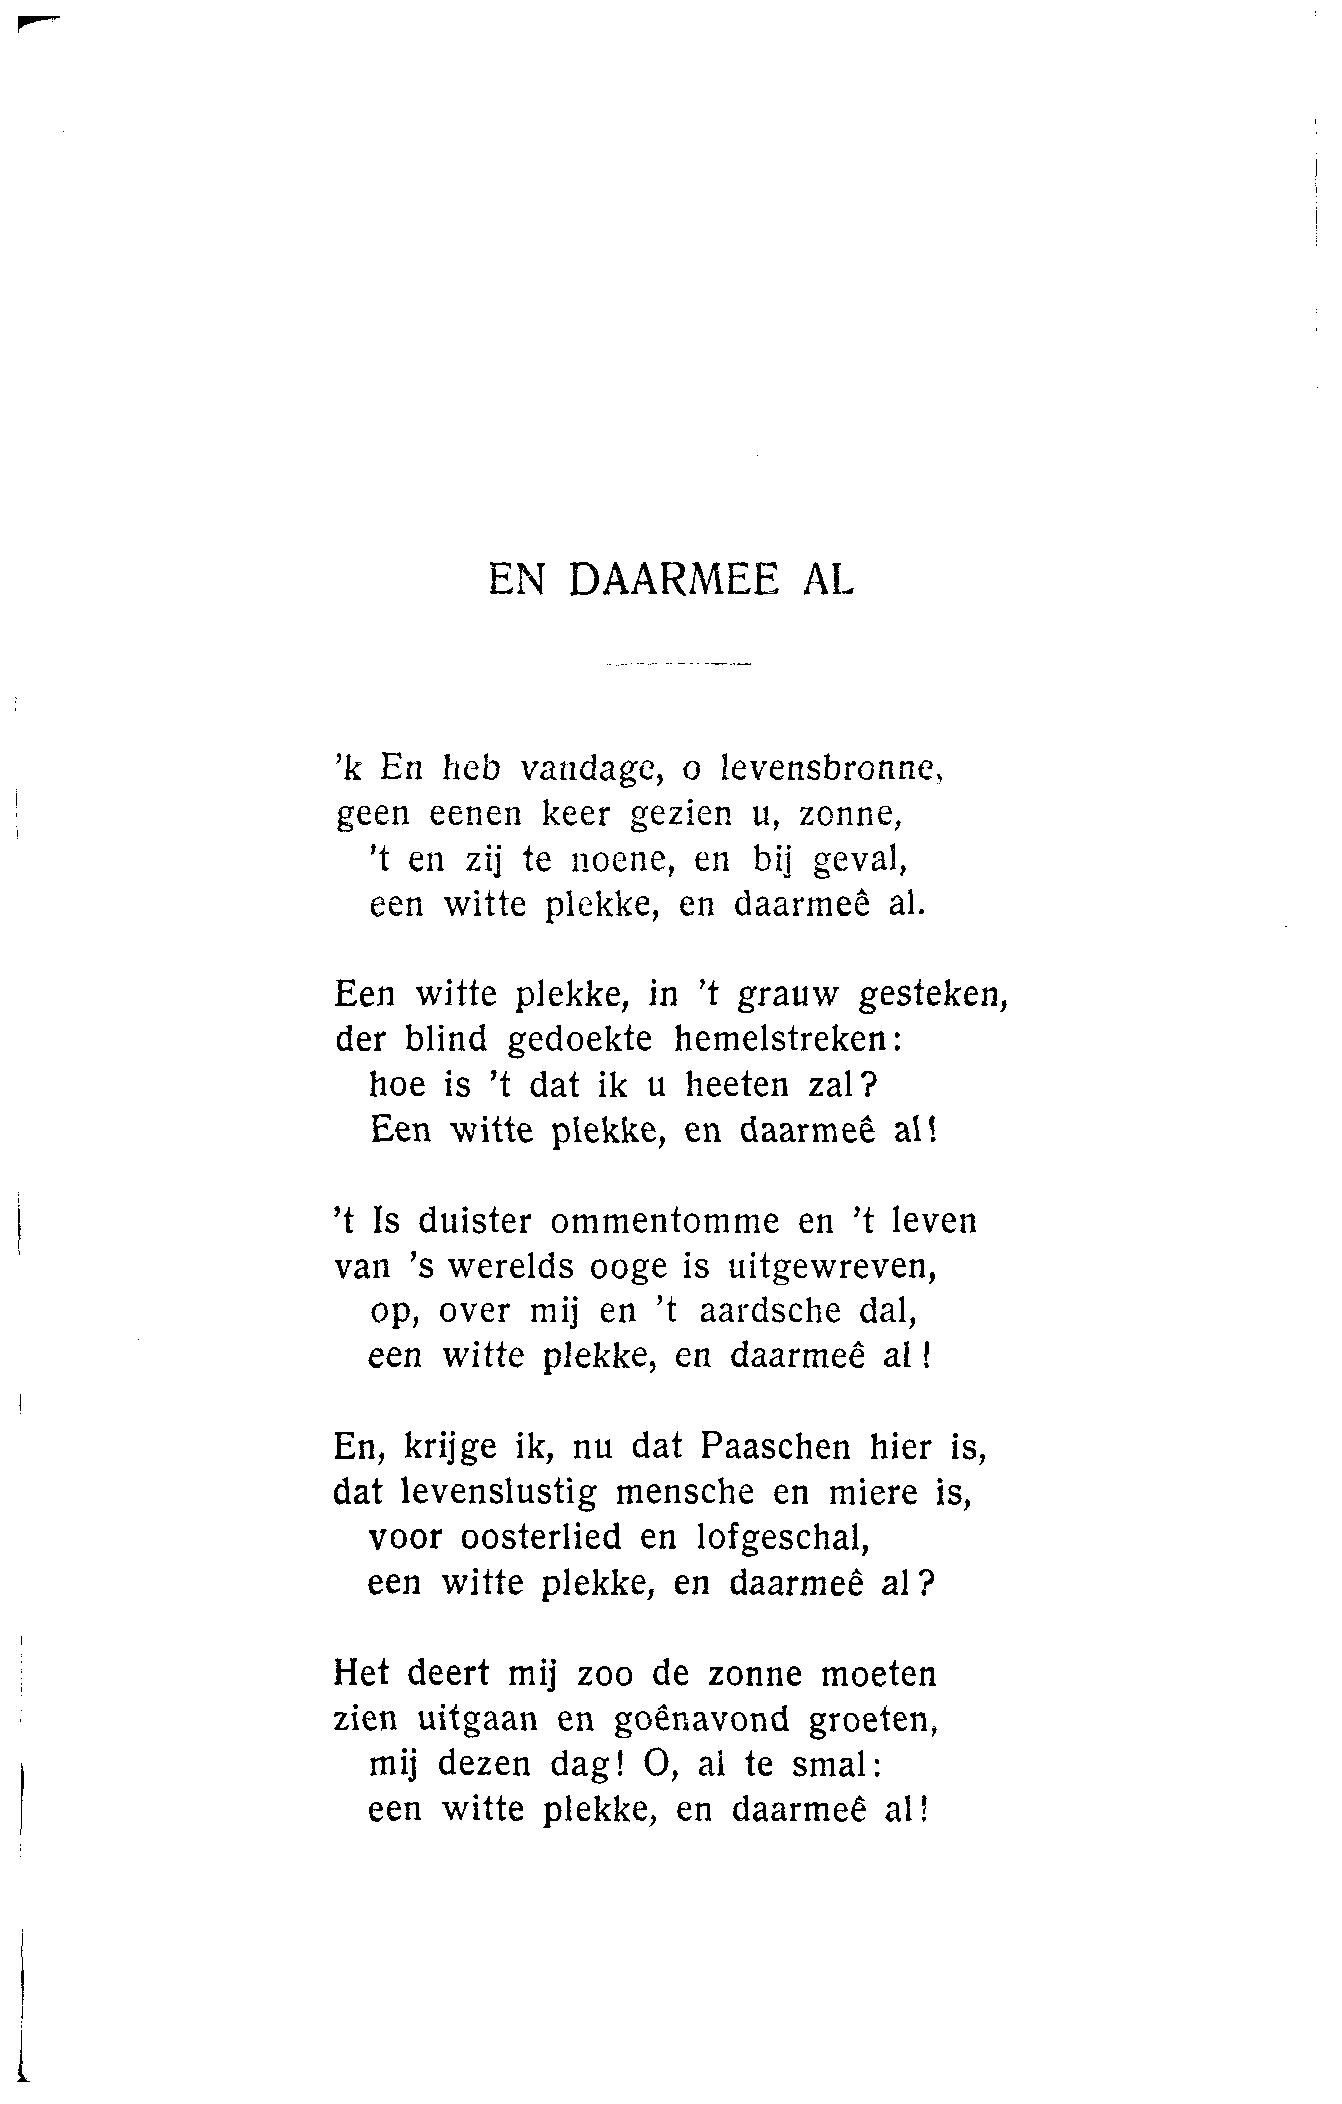 EN DAARMEE AL
'k En heb vandage, o levensbronne,
geen eenen keer gezien u, zonne,
't en zij te noene, en bij geval,
een witte plekke, en daarmeê al.
Een witte plekke, in 't grauw gesteken,
der blind gedoekte hemelstreken:
hoe is 't dat ik u heeten zal?
Een witte plekke, en daarmeê al!
't Is duister ommentomme en 't leven
van 's werelds ooge is uitgewreven,
op, over mij en 't aardsche dal,
een witte plekke, en daarmeê al!
En, krijge ik, nu dat Paaschen hier is,
dat levenslustig mensche en miere is,
voor oosterlied en lofgeschal,
een witte plekke, en daarmeê al?
Het deert mij zoo de zonne moeten
zien uitgaan en goênavond groeten,
mij dezen dag! O, al te smal:
een witte plekke, en daarmeê al!